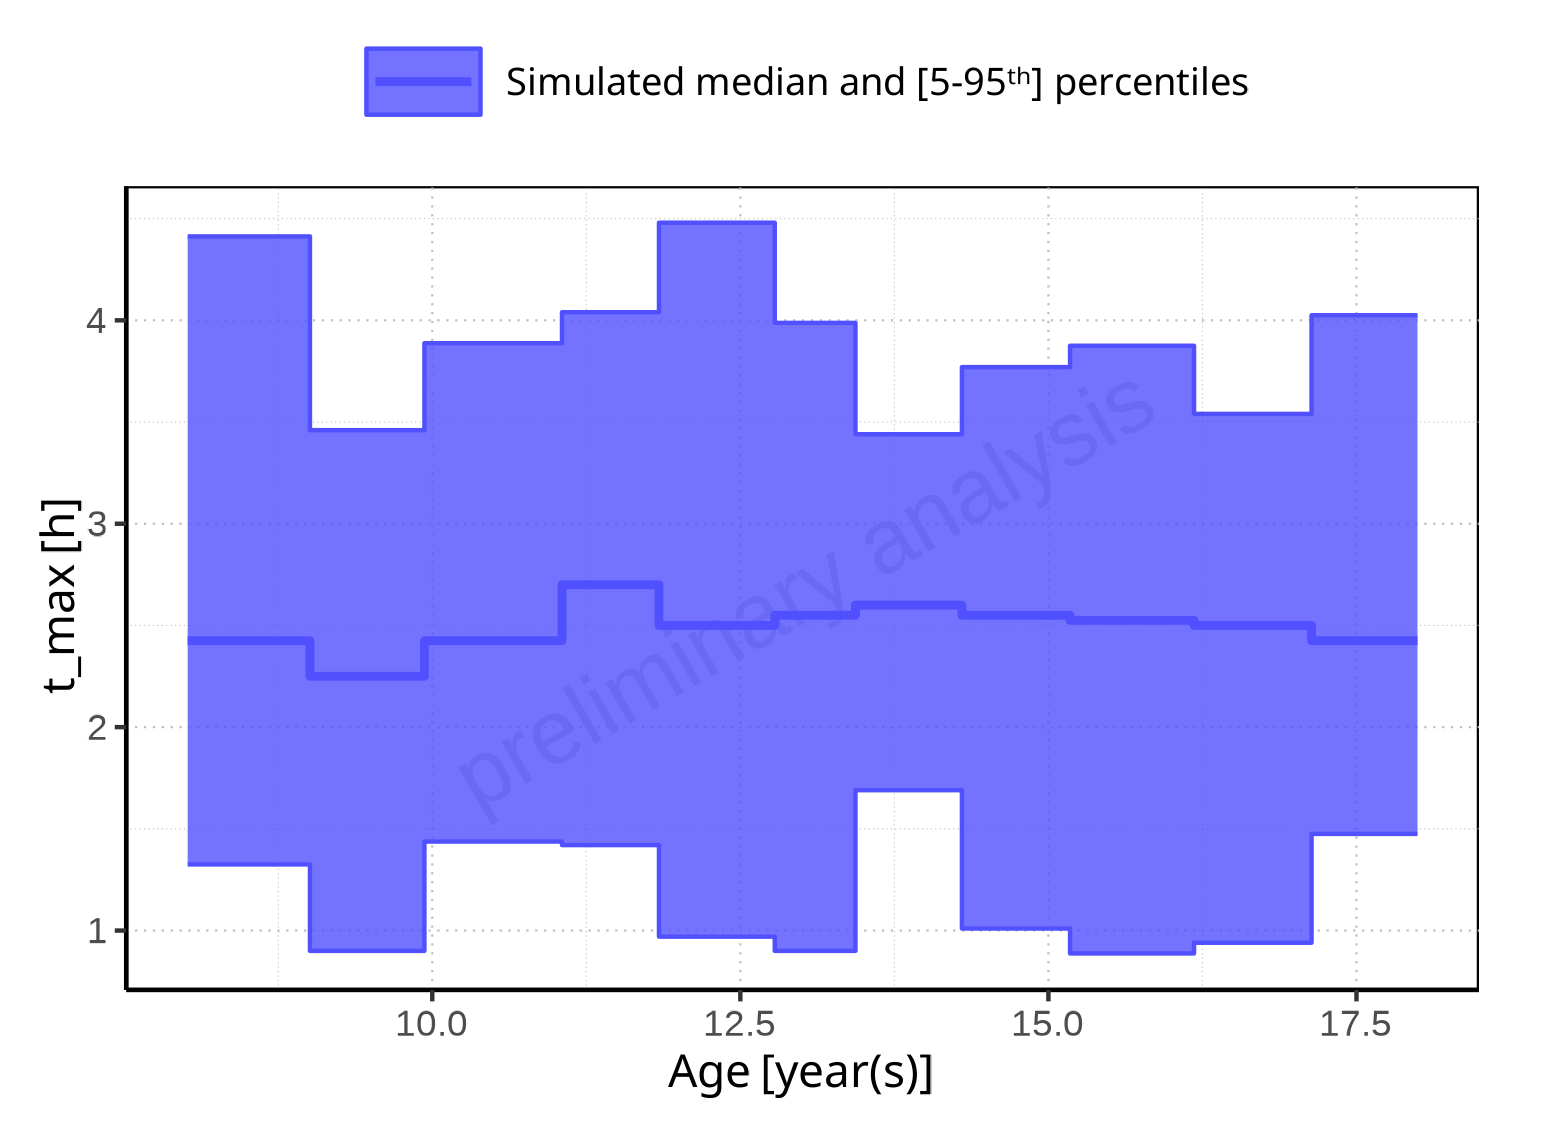 Simulated median and [5-95ᵗʰ] percentiles
t_max [h]
4
3
2
1
preliminary analysis
10.0 12.5 15.0 17.5
Age [year(s)]